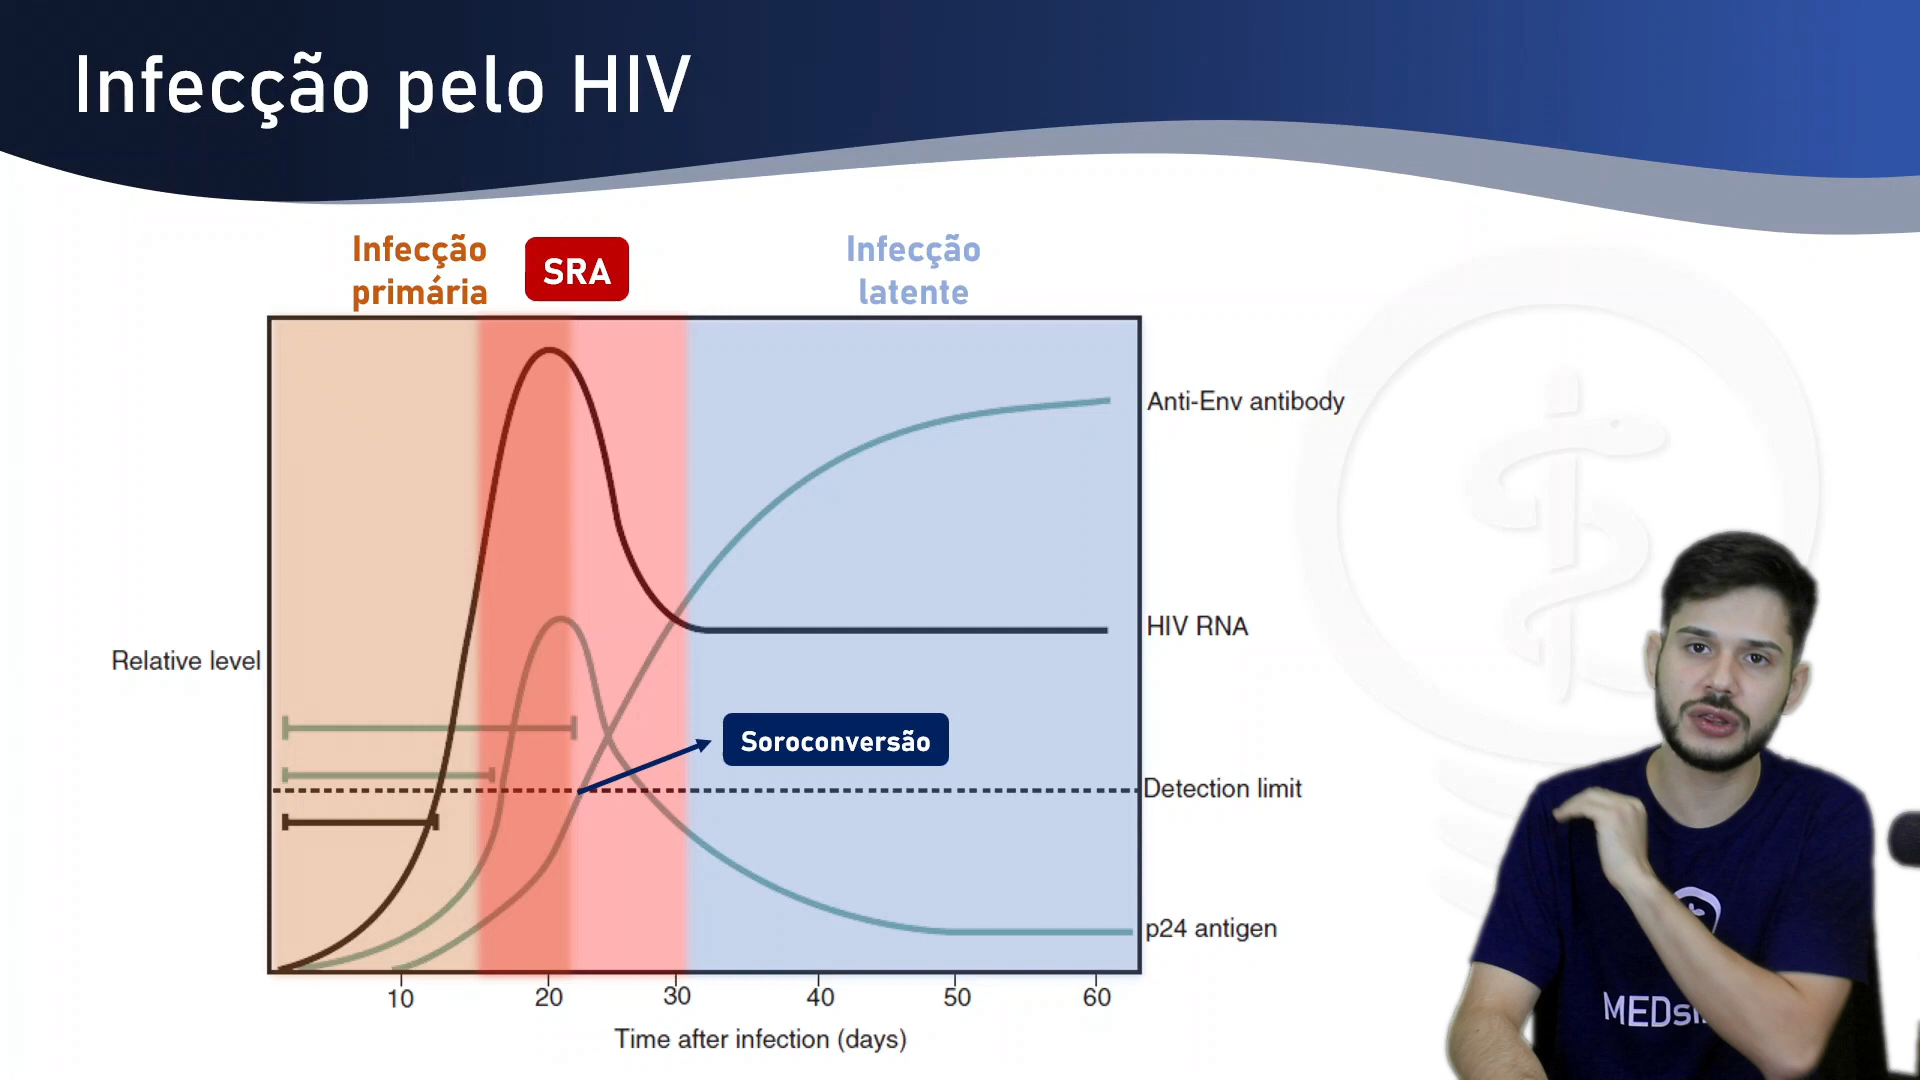 Infecção pelo HIV
Infecção
primária
SRA
Infecção
latente
Anti-Env antibody
HIV RNA
Relative level
Soroconversão
Detection limit
p24 antigen
10
20
30
40
50
60
Time after infection (days)